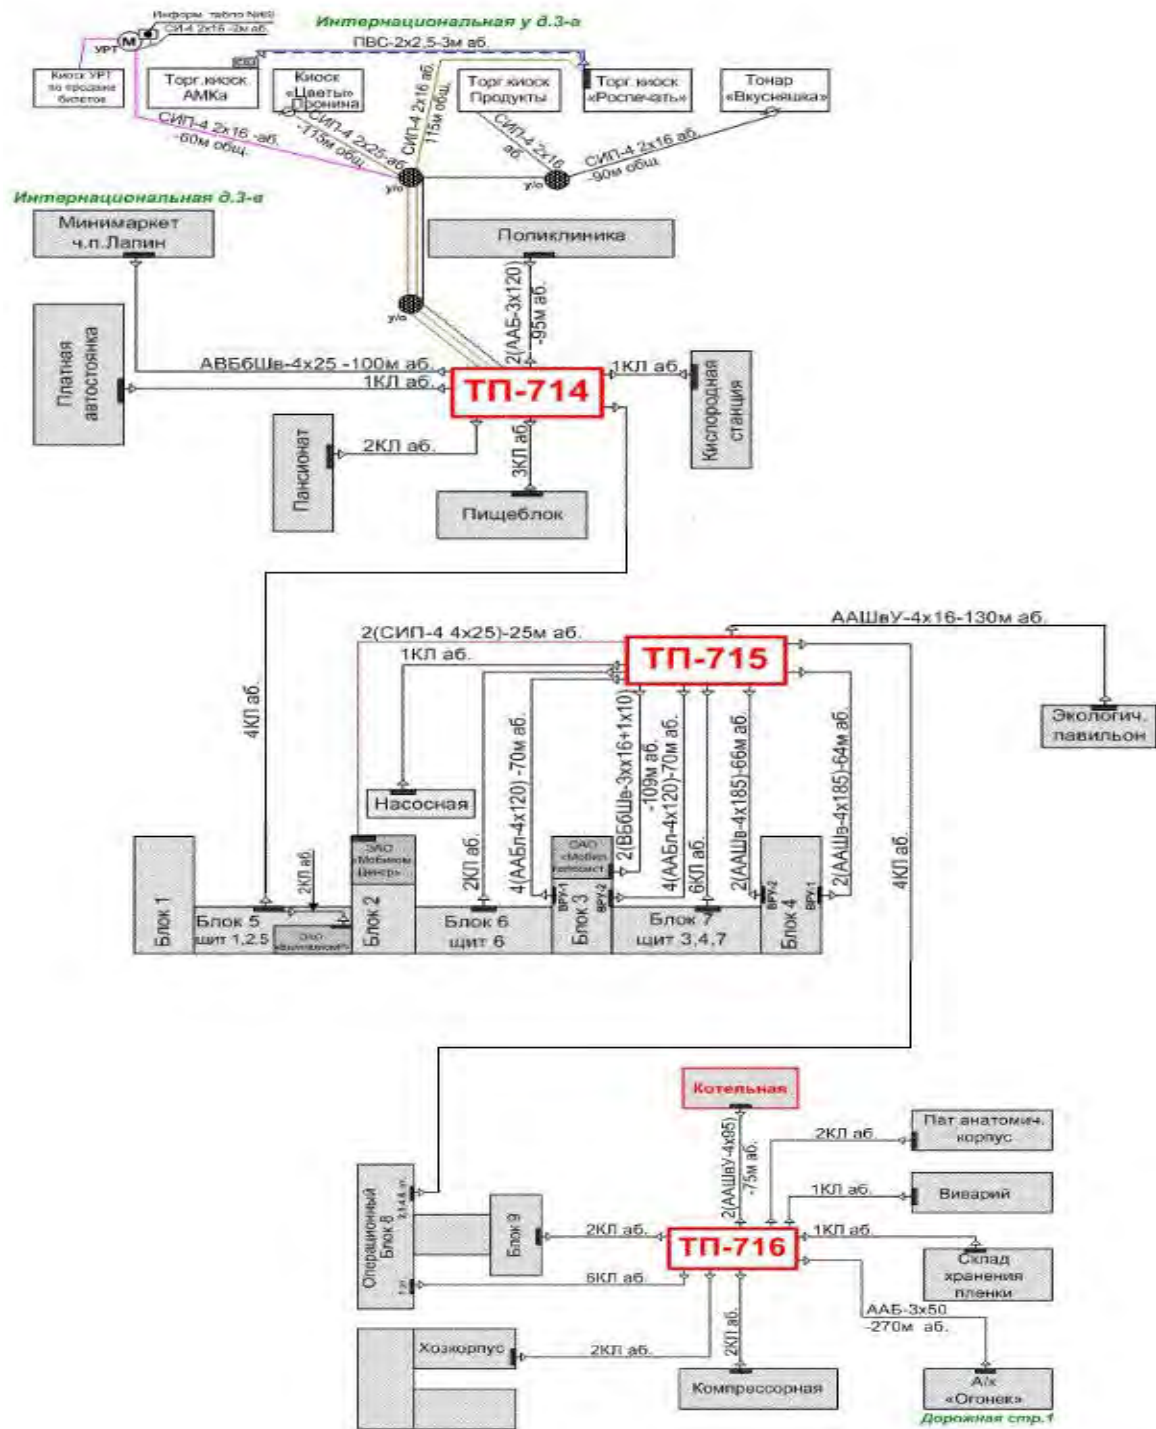 Информ. табло №69
СИ-4 2х16 -2м аб.
УРТ
М
Интернациональная у д.3-а
ПВС-2х2,5-3м аб.
Киоск УРТ
по продаже
билетов
Торг.киоск
АМКа
Киоск
«Цветы»
Пронина
Торг.киоск
Продукты
Торг.киоск
«Роспечать»
Тонар
«Вкусняшка»
СИП-4 2х16 -аб.
-60м общ.
СИП-4 2х25-аб.
-115м общ.
СИП-4 2х16 аб.
115м общ.
СИП-4 2х16
аб.
СИП-4 2х16 аб.
-90м общ.
у/о
у/о
Интернациональная д.3-в
Минимаркет
ч.п.Лапин
Поликлиника
2(ААБ-3х120)
-95м аб.
у/о
Платная
автостоянка
АВБбШв-4х25 -100м аб.
1КЛ аб.
ТП-714
1КЛ аб.
Кислородная
станция
Пансионат
2КЛ аб.
3КЛ аб.
Пищеблок
4КЛ аб.
2(СИП-4 4х25)-25м аб.
1КЛ аб.
ТП-715
ААШвУ-4х16-130м аб.
Экологич.
павильон
Насосная
2КЛ аб.
4(ААБл-4х120) -70м аб.
2(ВБбШв-3хх16+1х10)
-109м аб.
4(ААБл-4х120)-70м аб.
6КЛ аб.
2(ААШв-4х185)-66м аб.
2(ААШв-4х185)-64м аб.
4КЛ аб.
Блок 1
Блок 5
щит 1,2.5
2КЛ аб.
ЗАО
ЗАО
«Мобиком
Центр»
Блок 2
Блок 6
щит 6
ОАО
«Мобил
ВРУ-1
Блок 3
ВРУ-2
Блок 7
щит 3,4,7
ВРУ-2
Блок 4
ВРУ-1
Котельная
2(ААШвУ-4х95)
-75м аб.
2КЛ аб.
Пат анатомич.
корпус
1КЛ аб.
Виварий
Операционный
Блок 8
Блок 9
2КЛ аб.
ТП-716
1КЛ аб.
Склад
хранения
пленки
6КЛ аб.
ААБ-3х50
-270м аб.
Хозкорпус
2КЛ аб.
2КЛ аб.
Компрессорная
А/к
«Огонек»
Дорожная стр.1